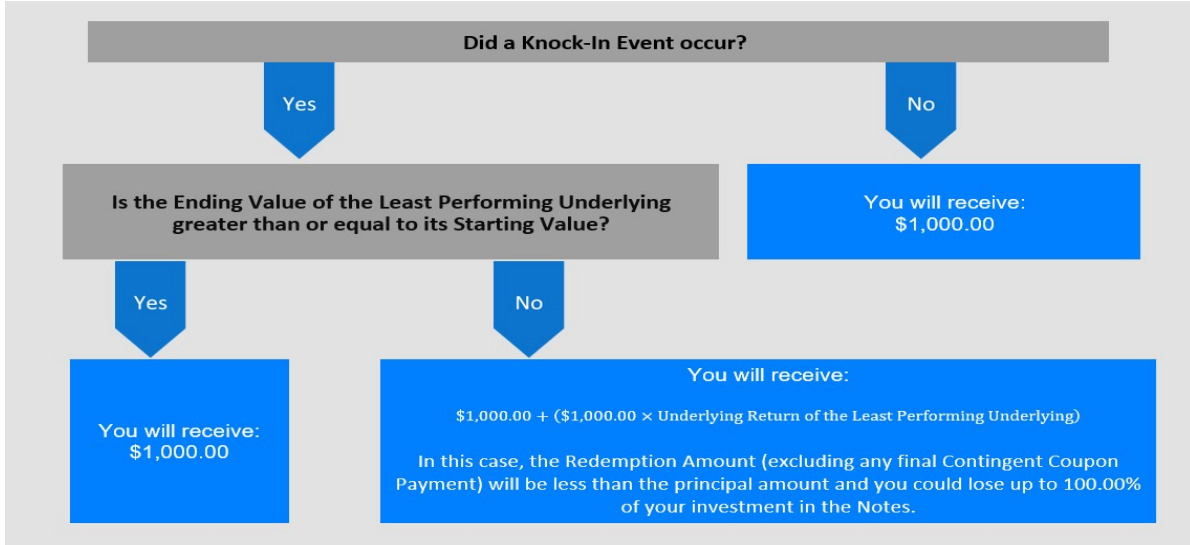 Did a Knock-In Event occur?
Yes
No
Is the Ending Value of the Least Performing Underlying
greater than or equal to its Starting Value?
You will receive:
$1,000.00
Yes
No
You will receive:
$1,000.00
You will receive:
$1,000.00 + ($1,000.00 × Underlying Return of the Least Performing Underlying)
In this case, the Redemption Amount (excluding any final Contingent Coupon
Payment) will be less than the principal amount and you could lose up to 100.00%
of your investment in the Notes.